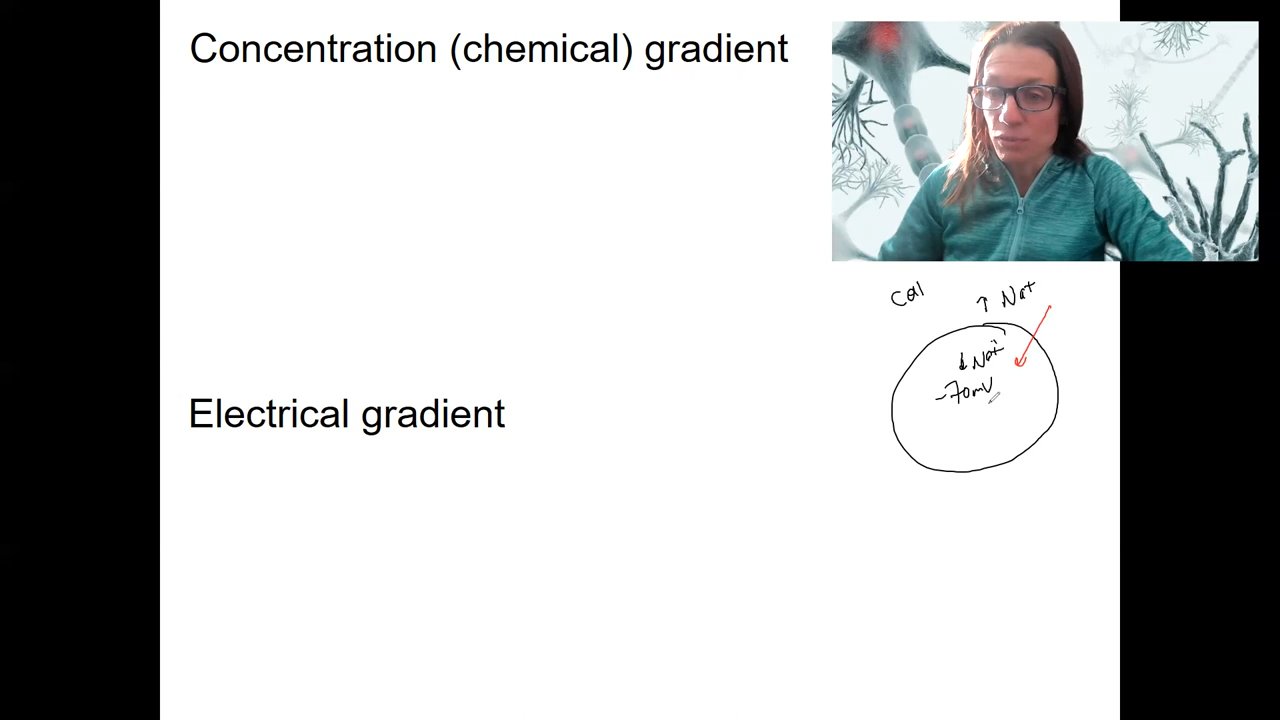 Concentration (chemical) gradient
Cell
↑ Na+
↓ Na+
-70mV
Electrical gradient